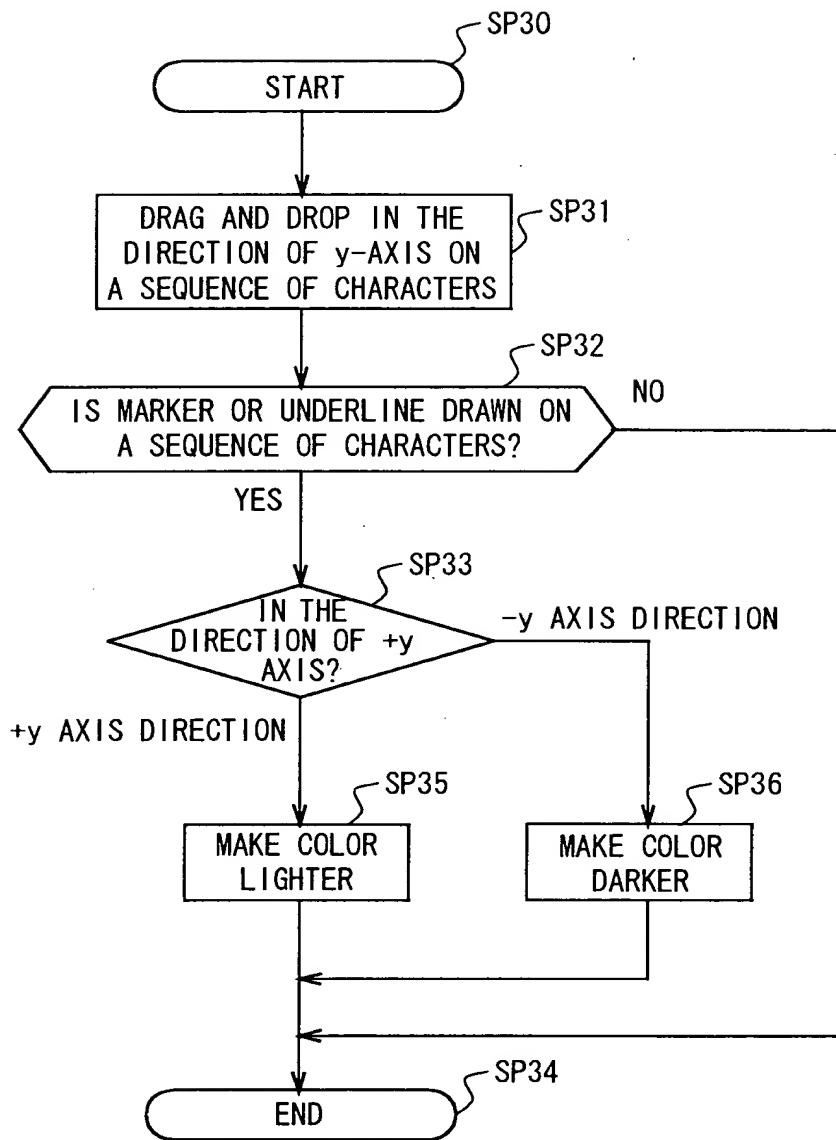 SP30
START
DRAG AND DROP IN THE
DIRECTION OF y-AXIS ON
A SEQUENCE OF CHARACTERS
SP31
SP32
IS MARKER OR UNDERLINE DRAWN ON
A SEQUENCE OF CHARACTERS?
NO
YES
SP33
IN THE
DIRECTION OF +y
AXIS?
-y AXIS DIRECTION
+y AXIS DIRECTION
SP35
MAKE COLOR
LIGHTER
SP36
MAKE COLOR
DARKER
SP34
END